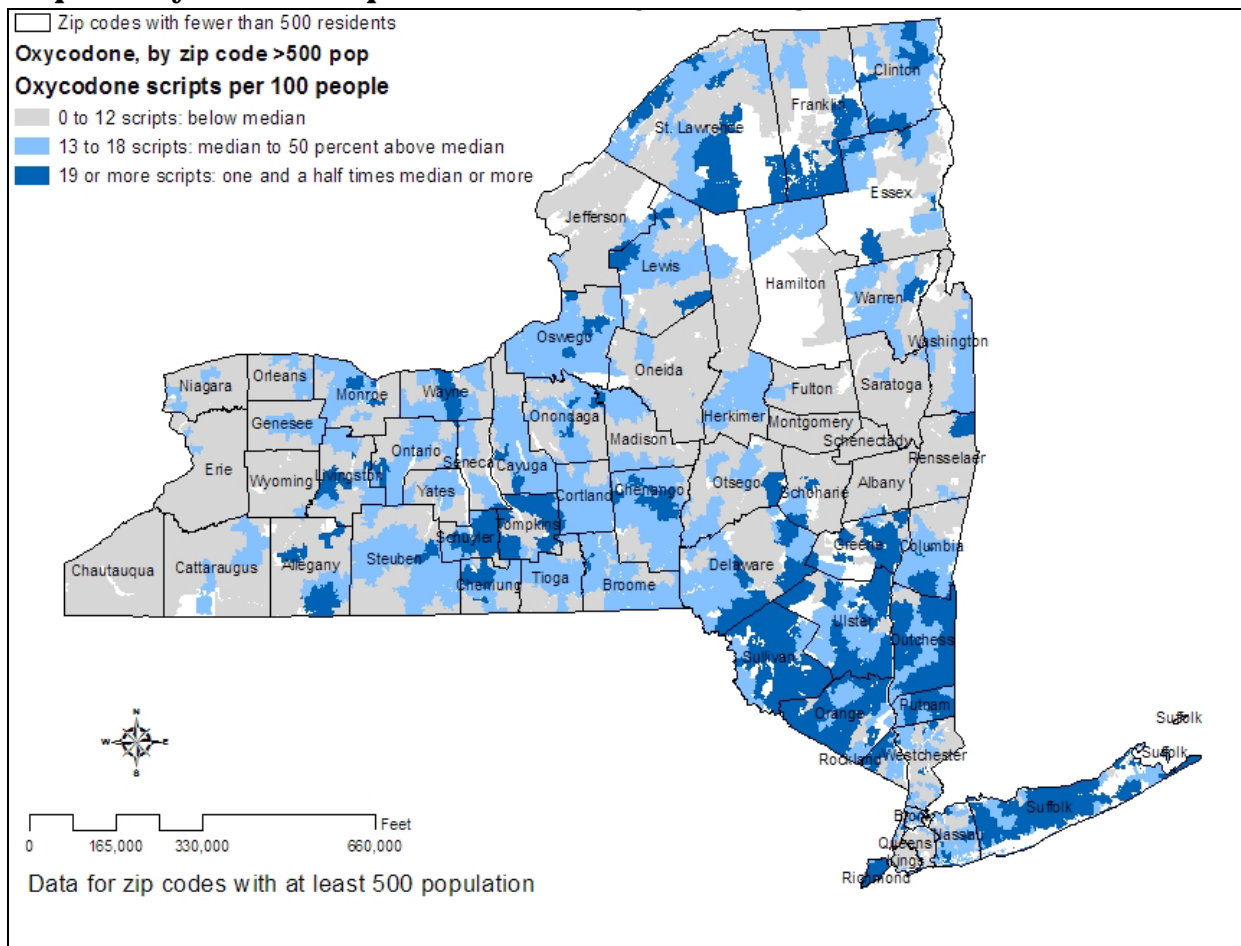 Zip codes with fewer than 500 residents
Oxycodone, by zip code >500 pop
Oxycodone scripts per 100 people
0 to 12 scripts: below median
13 to 18 scripts: median to 50 percent above median
19 or more scripts: one and a half times median or more
Clinton
Franklin
St. Lawrence
Essex
Jefferson
Lewis
Hamilton
Warren
Oswego
Washington
Oneida
Niagara
Orleans
Monroe
Wayne
Fulton
Saratoga
Onondaga
Herkimer
Montgomery
Genesee
Madison
Schenectady
Ontario
Seneca
Cayuga
Rensselaer
Erie
Wyoming
Livingston
Yates
Cortland
Chenango
Otsego
Schoharie
Albany
Tompkins
Schuyler
Greene
Columbia
Chautauqua
Cattaraugus
Allegany
Steuben
Chemung
Tioga
Broome
Delaware
Ulster
Dutchess
Sullivan
Orange
Putnam
Suffolk
Suffolk
Rockland
Westchester
Suffolk
Bronx
Nassau
Queens
Kings
Richmond
N
W E
S
Feet
0 165,000 330,000 660,000
Data for zip codes with at least 500 population